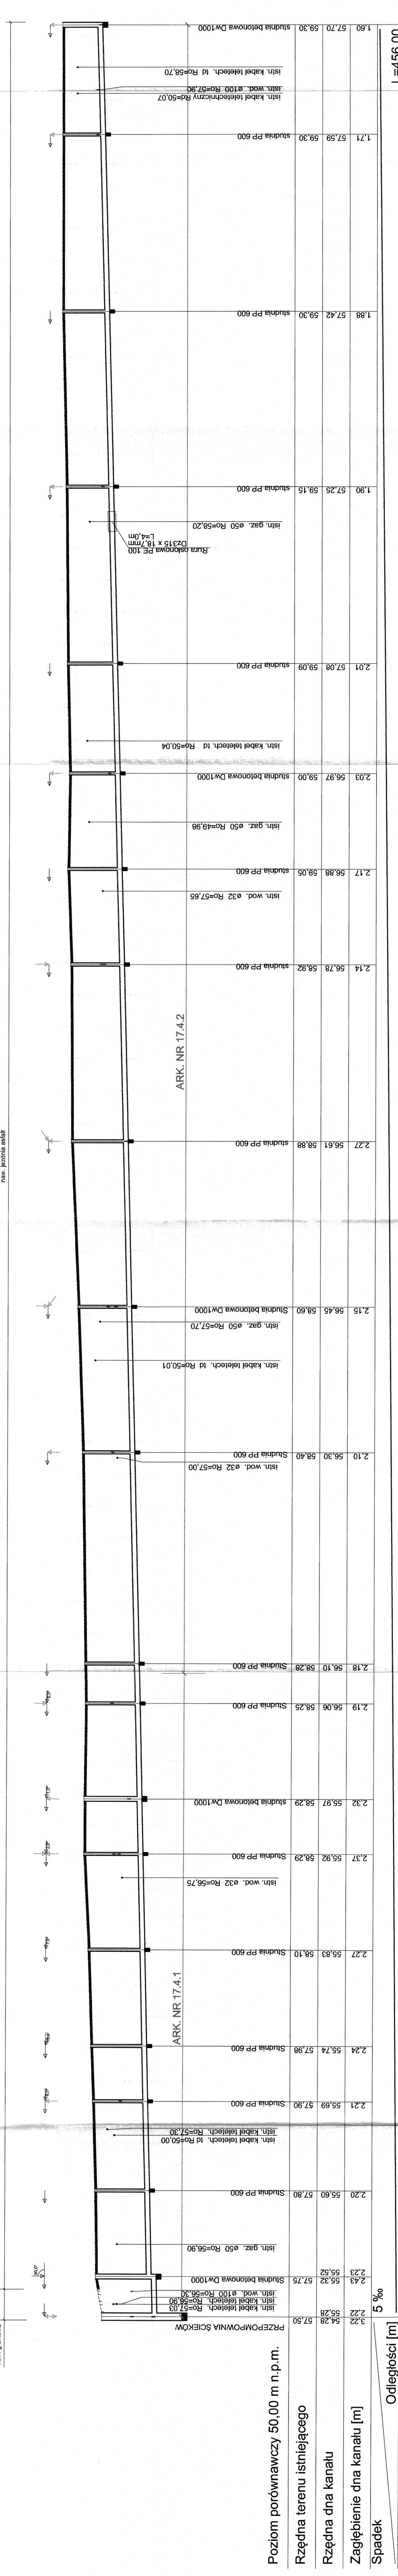 L=456,00
1,60
57,70
59,30
studnia betonowa Dw1000
istn. kabel teletech. td Ro=58,70
istn. wod. ø100 Ro=57,90
istn. kabel teletechniczny Rd=50,07
1,71
57,59
59,30
studnia PP 600
1,88
57,42
59,30
studnia PP 600
1,90
57,25
59,15
studnia PP 600
istn. gaz. ø50 Ro=58,20
Rura osłonowa PE 100
Dz315 x 18,7mm
L=4,0m
2,01
57,08
59,09
studnia PP 600
istn. kabel teletech. td Ro=50,04
2,03
56,97
59,00
studnia betonowa Dw1000
istn. gaz. ø50 Ro=49,98
2,17
56,88
59,05
studnia PP 600
istn. wod. ø32 Ro=57,65
2,14
56,78
58,92
studnia PP 600
ARK. NR 17.4.2
naw. jezdnia asfalt
2,27
56,61
58,88
studnia PP 600
2,15
56,45
58,60
Studnia betonowa Dw1000
istn. gaz. ø50 Ro=57,70
istn. kabel teletech. td Ro=50,01
2,10
56,30
58,40
Studnia PP 600
istn. wod. ø32 Ro=57,00
2,18
56,10
58,28
Studnia PP 600
2,19
56,06
58,25
Studnia PP 600
2,32
55,97
58,29
studnia betonowa Dw1000
2,37
55,92
58,29
Studnia PP 600
istn. wod. ø32 Ro=56,75
2,27
55,83
58,10
Studnia PP 600
ARK. NR 17.4.1
2,24
55,74
57,98
Studnia PP 600
2,21
55,69
57,90
Studnia PP 600
istn. kabel teletech. Ro=57,30
istn. kabel teletech. td Ro=50,00
2,20
55,60
57,80
Studnia PP 600
istn. gaz. ø50 Ro=56,90
2,23
55,52
2,43
55,32
57,75
Studnia betonowa Dw1000
istn. wod. ø100 Ro=56,30
istn. kabel teletech. Ro=56,90
istn. kabel teletech. Ro=57,03
2,22
55,28
3,22
54,28
57,50
PRZEPOMPOWNIA ŚCIEKÓW
5 ‰
Poziom porównawczy 50,00 m n.p.m.
Rzędna terenu istniejącego
Rzędna dna kanału
Zagłębienie dna kanału [m]
Spadek
Odległości [m]